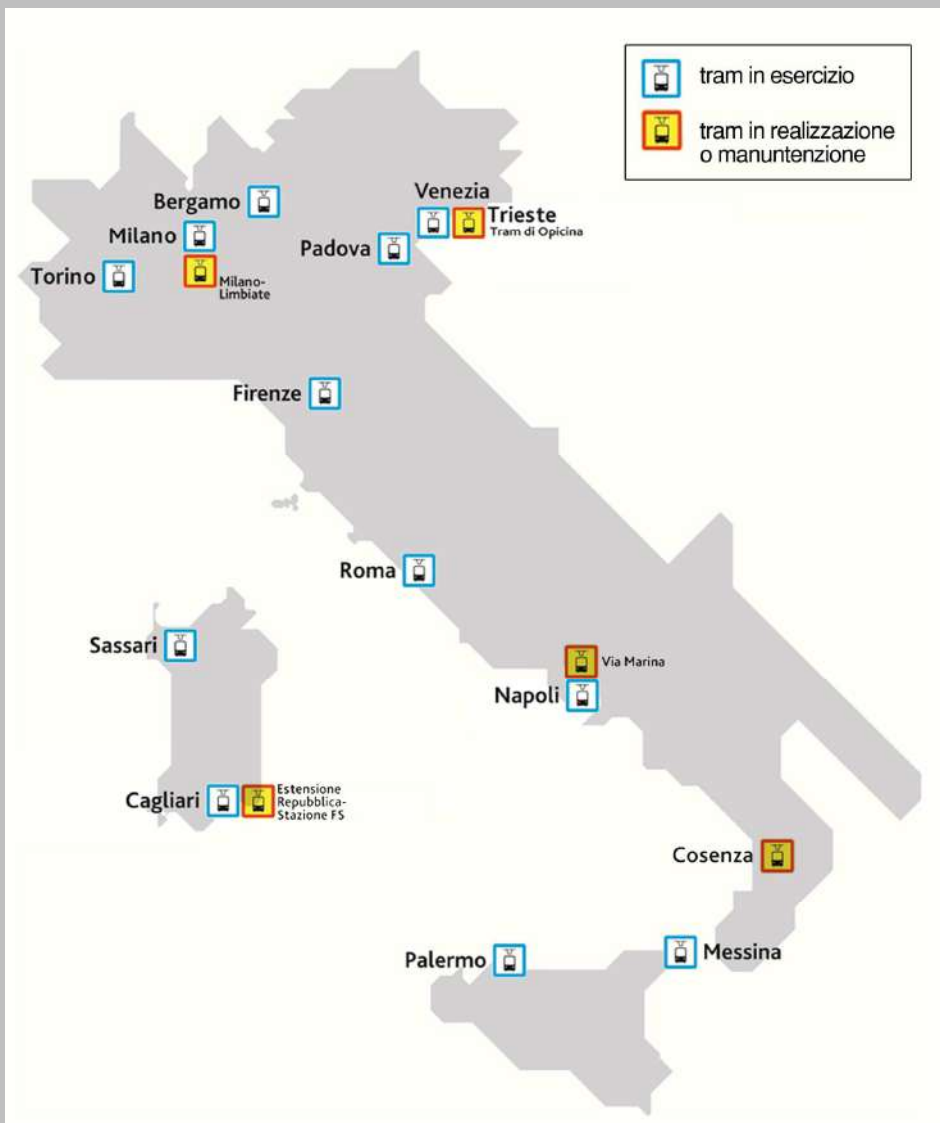 tram in esercizio
tram in realizzazione
o manuntenzione
Venezia
Bergamo
Trieste
Tram di Opicina
Milano
Padova
Torino
Milano-
Limbiate
Firenze
Roma
Sassari
Via Marina
Napoli
Estensione
Cagliari
Repubblica-
Stazione FS
Cosenza
Messina
Palermo